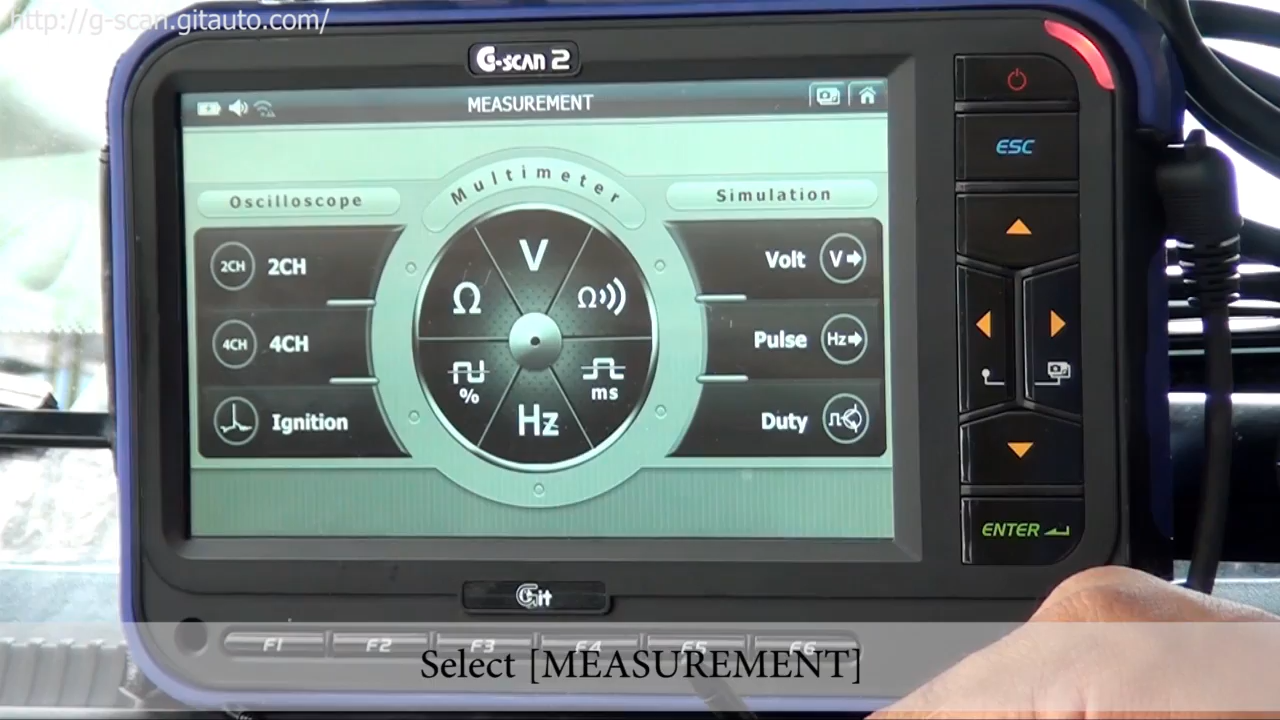 http://g-scan.gitauto.com/
G-SCAN 2
MEASUREMENT
Oscilloscope
Multimeter
Simulation
2CH 2CH
4CH 4CH
Ignition
V
Ω
Ω
%
ms
Hz
Volt V
Pulse Hz
Duty
ESC
ENTER
Git
F1 F2 F3 F4 F5 F6
Select [MEASUREMENT]